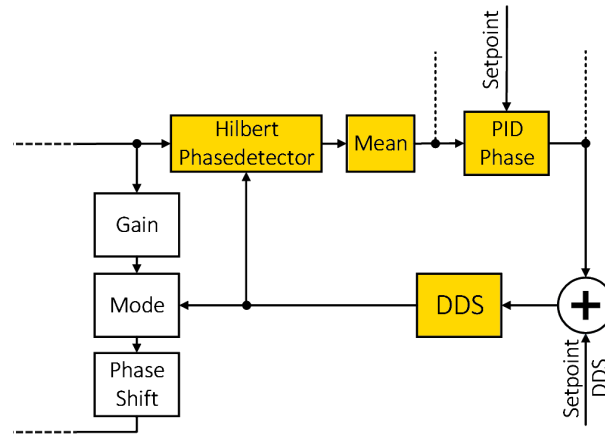 Setpoint
Hilbert
Phasedetector
Mean
PID
Phase
Gain
Mode
DDS
+
Phase
Shift
Setpoint
DDS